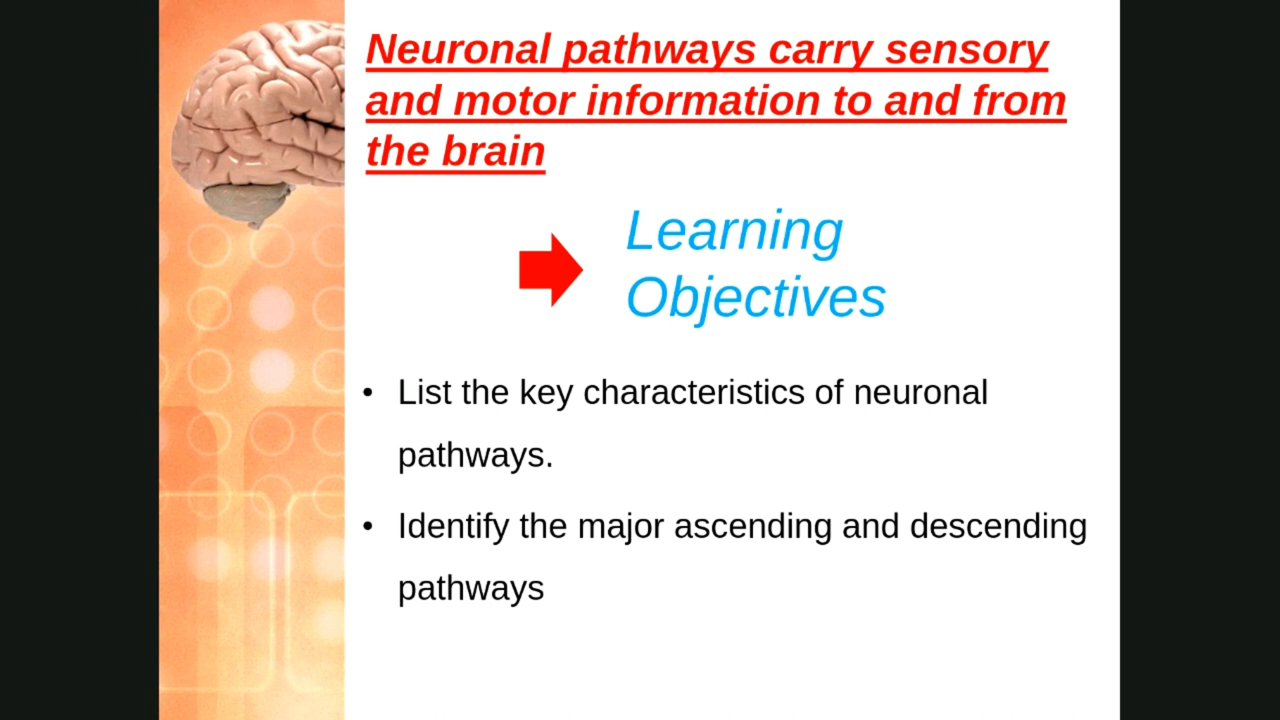 Neuronal pathways carry sensory
and motor information to and from
the brain
Learning
Objectives
• List the key characteristics of neuronal
pathways.
• Identify the major ascending and descending
pathways